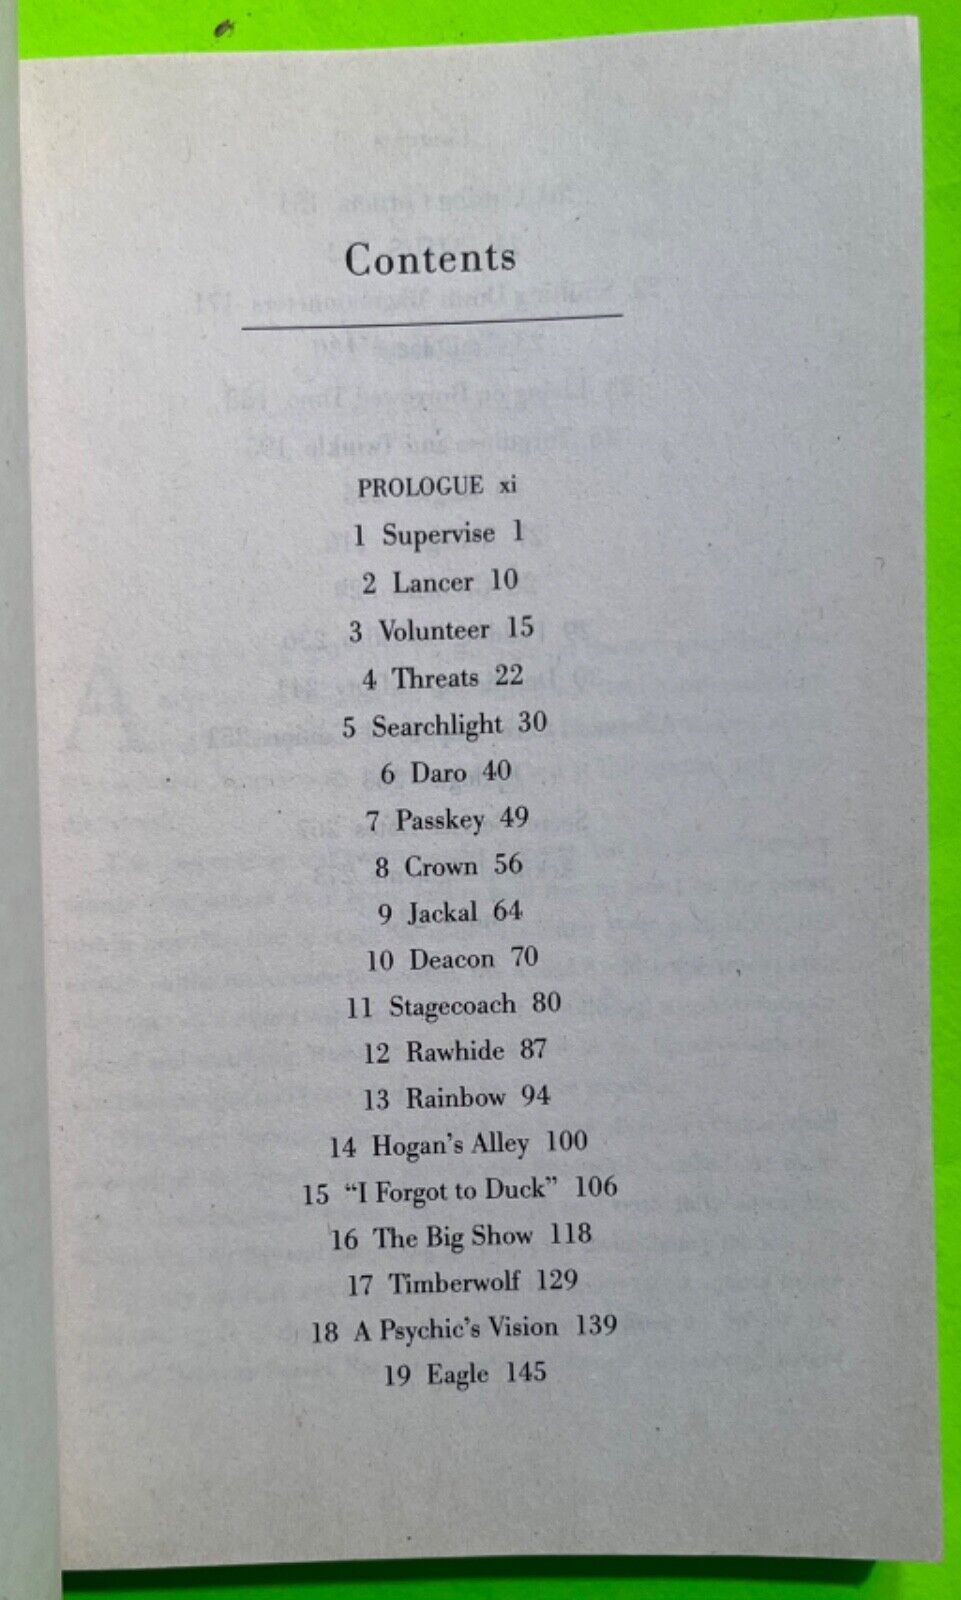 Contents
PROLOGUE xi
1 Supervise 1
2 Lancer 10
3 Volunteer 15
4 Threats 22
5 Searchlight 30
6 Daro 40
7 Passkey 49
8 Crown 56
9 Jackal 64
10 Deacon 70
11 Stagecoach 80
12 Rawhide 87
13 Rainbow 94
14 Hogan's Alley 100
15 "I Forgot to Duck" 106
16 The Big Show 118
17 Timberwolf 129
18 A Psychic's Vision 139
19 Eagle 145